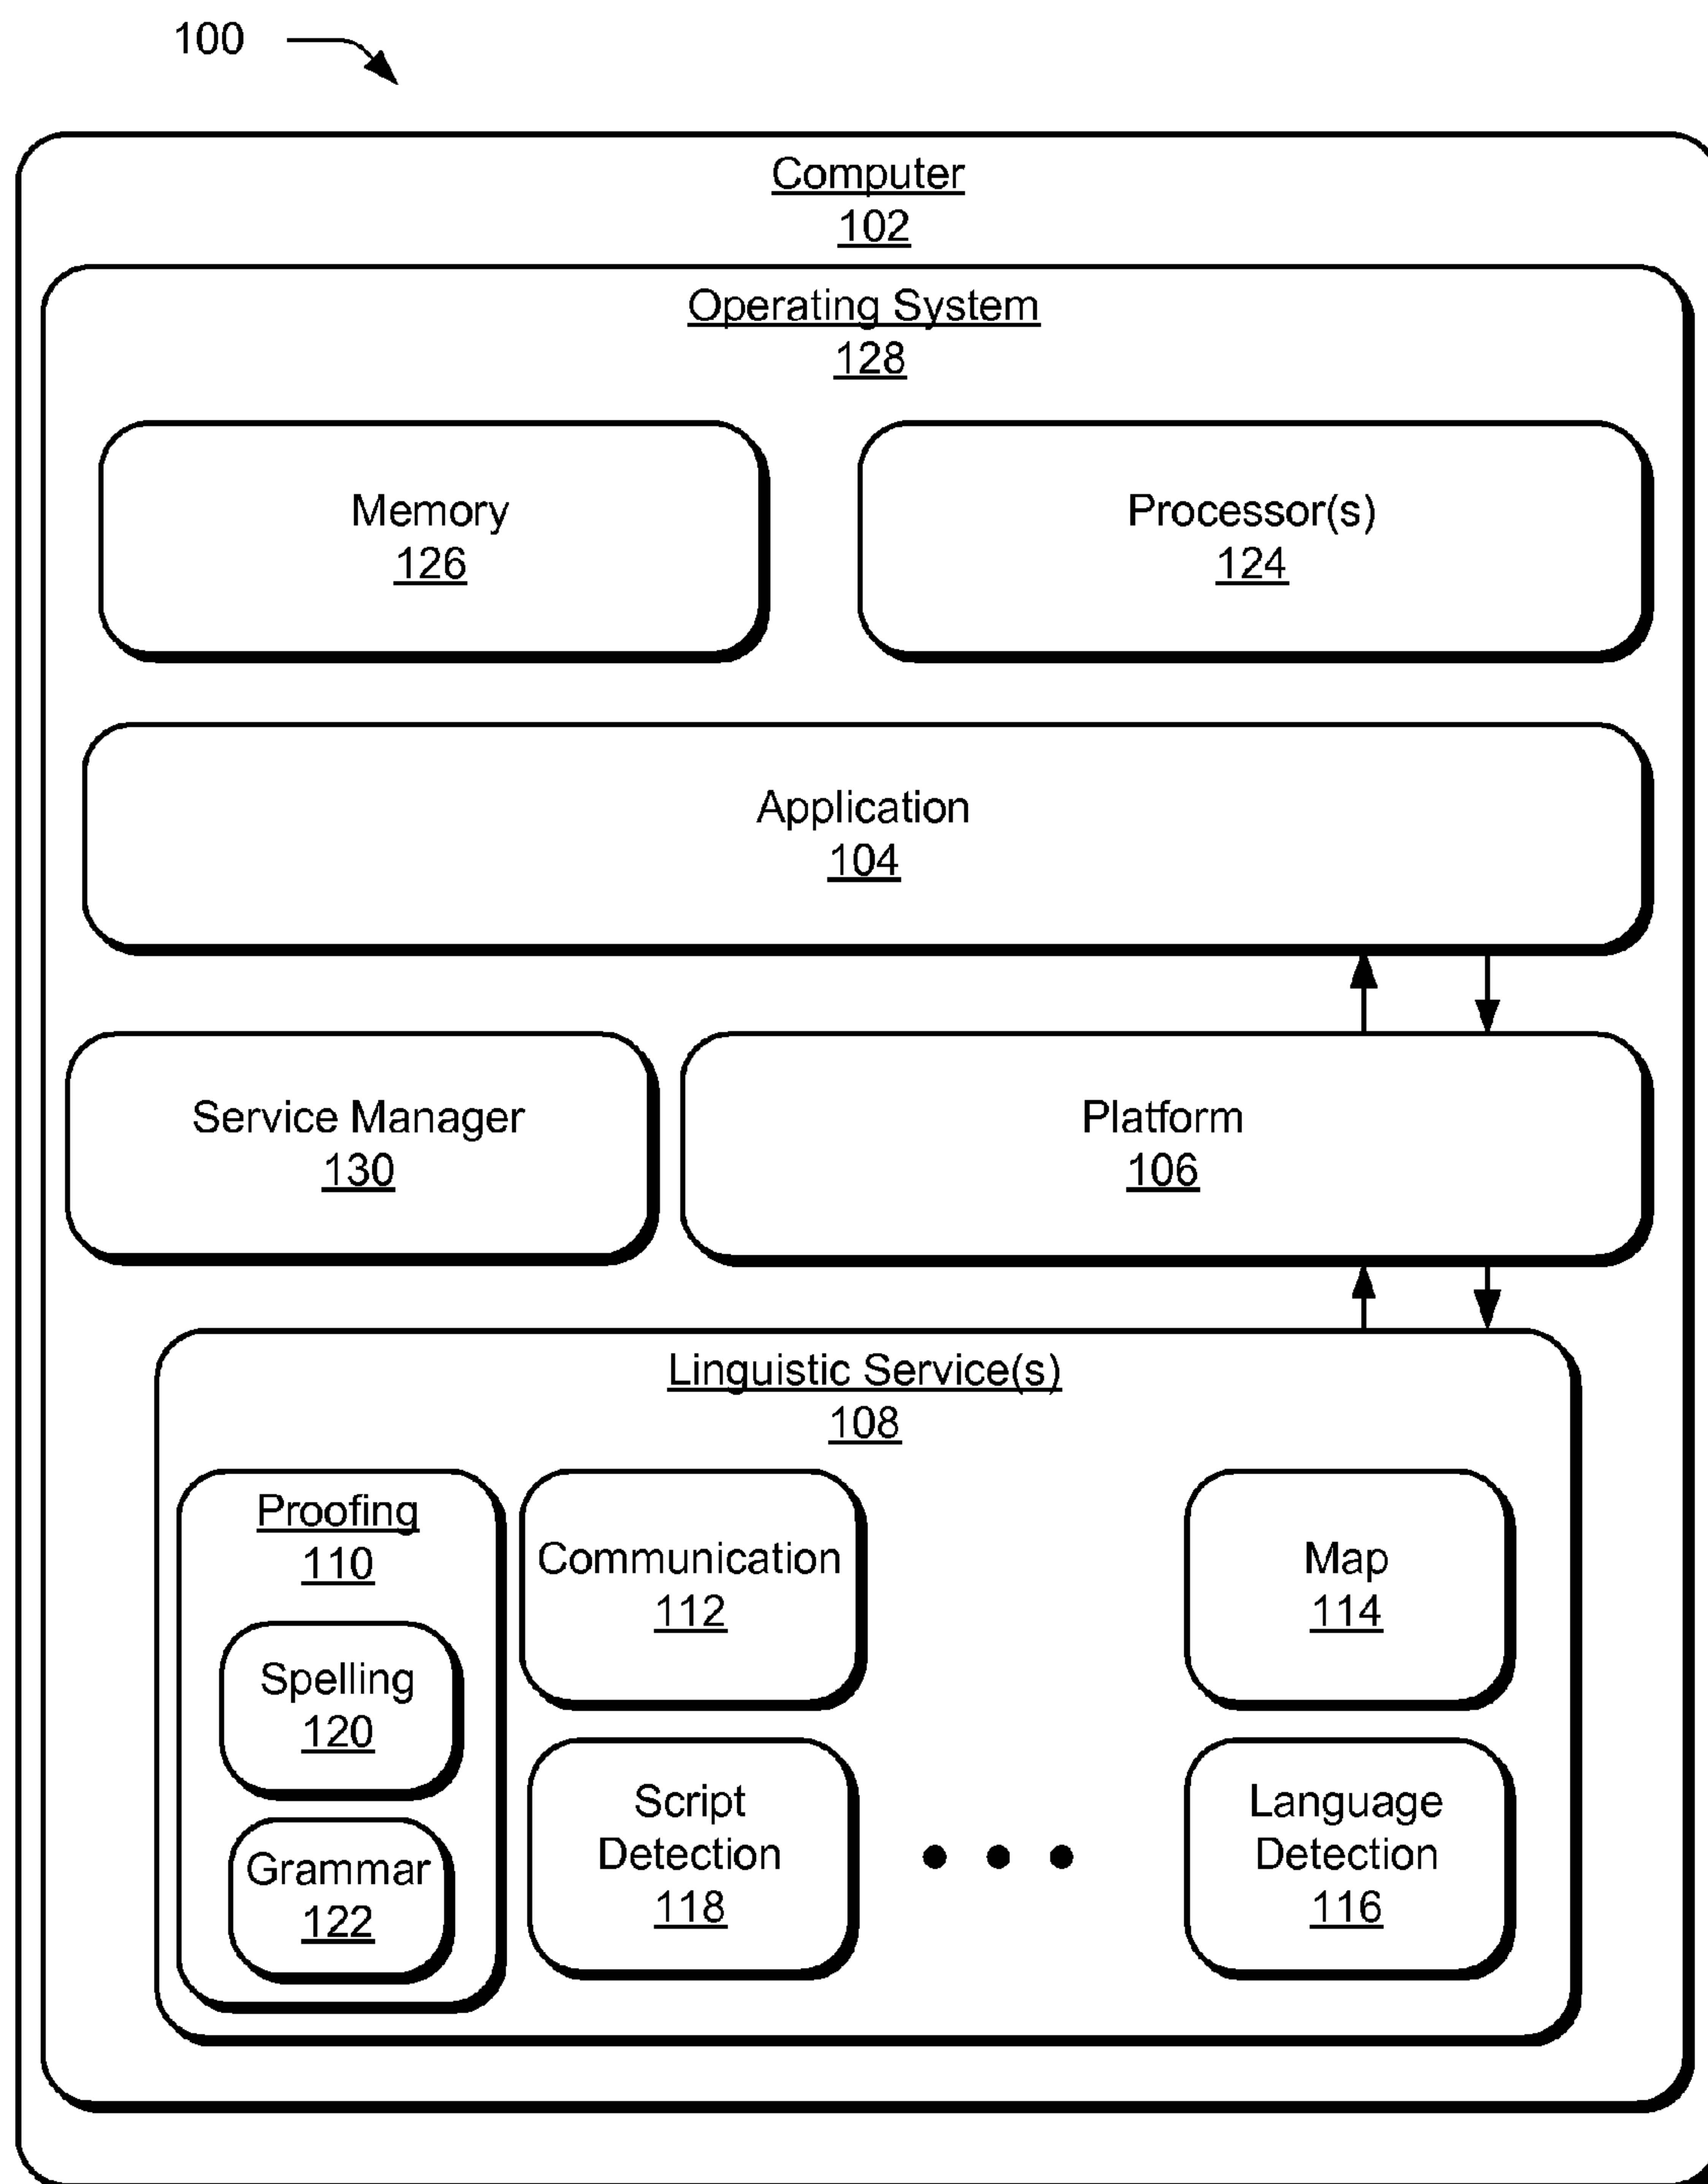 100
Computer
102
Operating System
128
Memory
126
Processor(s)
124
Application
104
Service Manager
130
Platform
106
Linguistic Service(s)
108
Proofing
110
Spelling
120
Grammar
122
Communication
112
Map
114
Script
Detection
118
Language
Detection
116